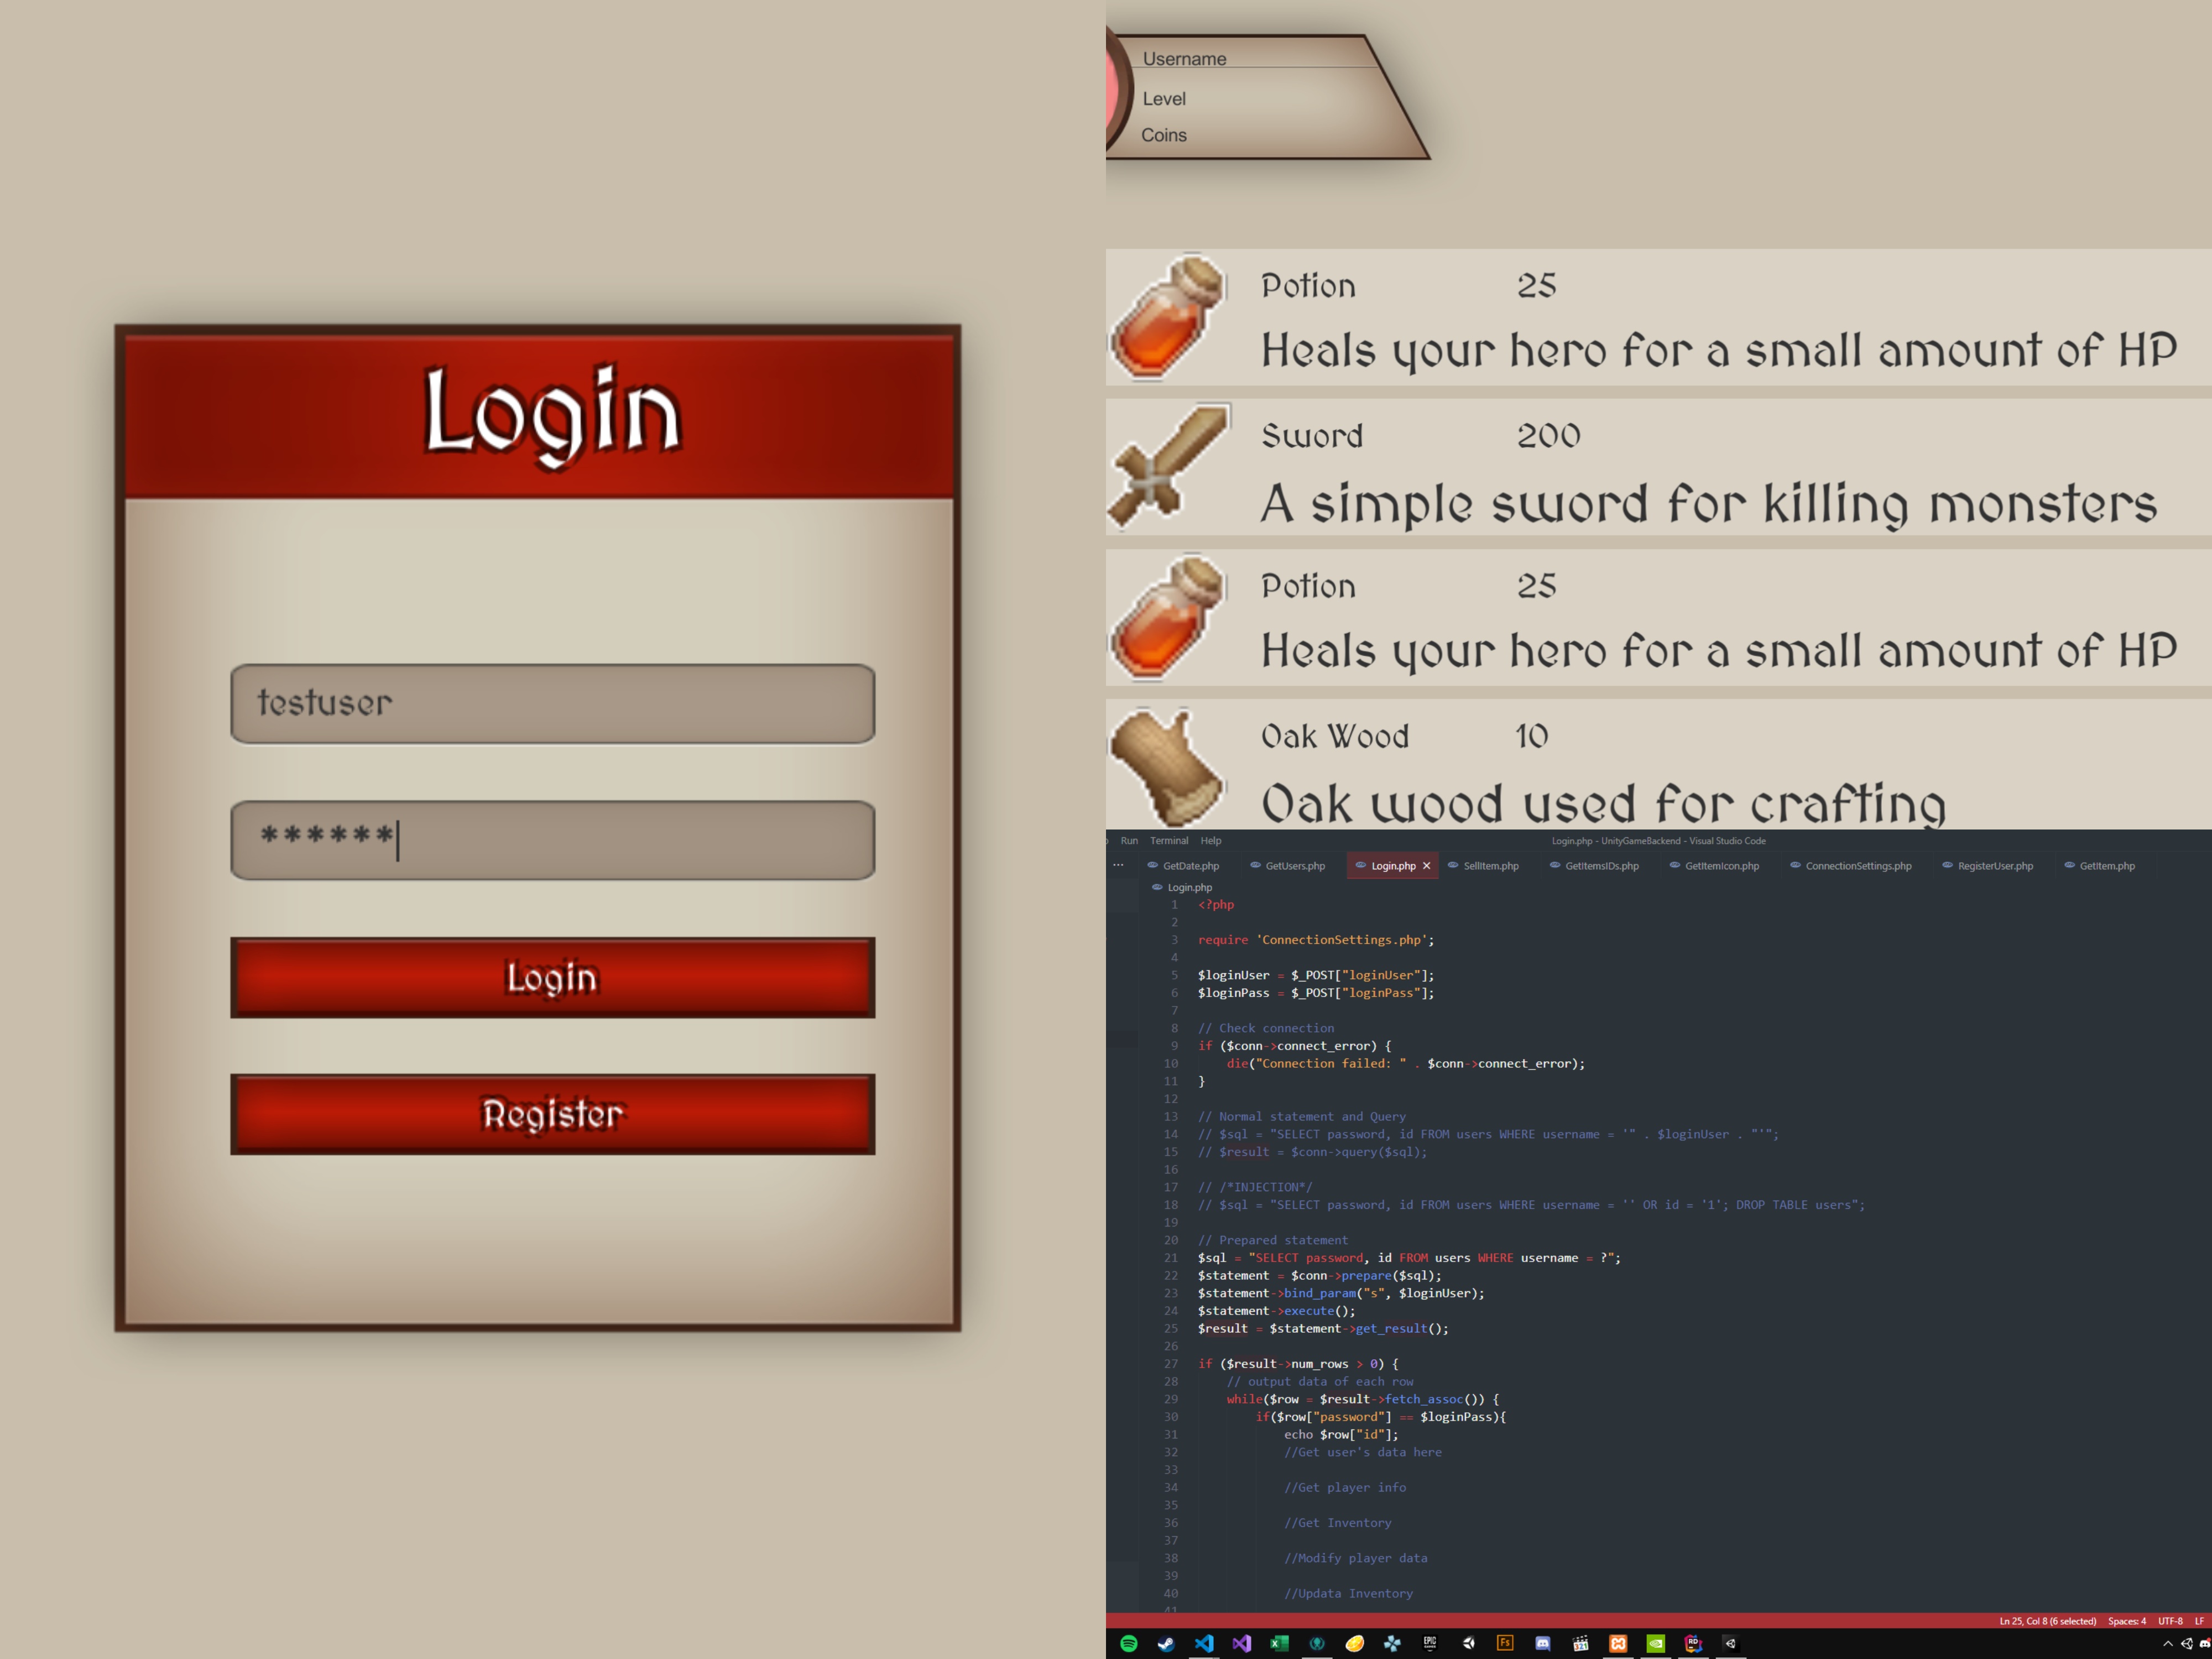 Login
testuser
******
Login
Register
Username
Level
Coins
Potion 25
Heals your hero for a small amount of HP
Sword 200
A simple sword for killing monsters
Potion 25
Heals your hero for a small amount of HP
Oak Wood 10
Oak wood used for crafting
Run Terminal Help Login.php - UnityGameBackend - Visual Studio Code
... GetDate.php GetUsers.php Login.php SellItem.php GetItemsIDs.php GetItemIcon.php ConnectionSettings.php RegisterUser.php GetItem.php
Login.php
1 <?php
2
3 require 'ConnectionSettings.php';
4
5 $loginUser = $_POST["loginUser"];
6 $loginPass = $_POST["loginPass"];
7
8 // Check connection
9 if ($conn->connect_error) {
10 die("Connection failed: " . $conn->connect_error);
11 }
12
13 // Normal statement and Query
14 // $sql = "SELECT password, id FROM users WHERE username = '" . $loginUser . "'";
15 // $result = $conn->query($sql);
16
17 // /*INJECTION*/
18 // $sql = "SELECT password, id FROM users WHERE username = '' OR id = '1'; DROP TABLE users";
19
20 // Prepared statement
21 $sql = "SELECT password, id FROM users WHERE username = ?";
22 $statement = $conn->prepare($sql);
23 $statement->bind_param("s", $loginUser);
24 $statement->execute();
25 $result = $statement->get_result();
26
27 if ($result->num_rows > 0) {
28 // output data of each row
29 while($row = $result->fetch_assoc()) {
30 if($row["password"] == $loginPass){
31 echo $row["id"];
32 //Get user's data here
33
34 //Get player info
35
36 //Get Inventory
37
38 //Modify player data
39
40 //Updata Inventory
41
Ln 25, Col 8 (6 selected) Spaces: 4 UTF-8 LF
EPIC
Fs
RD